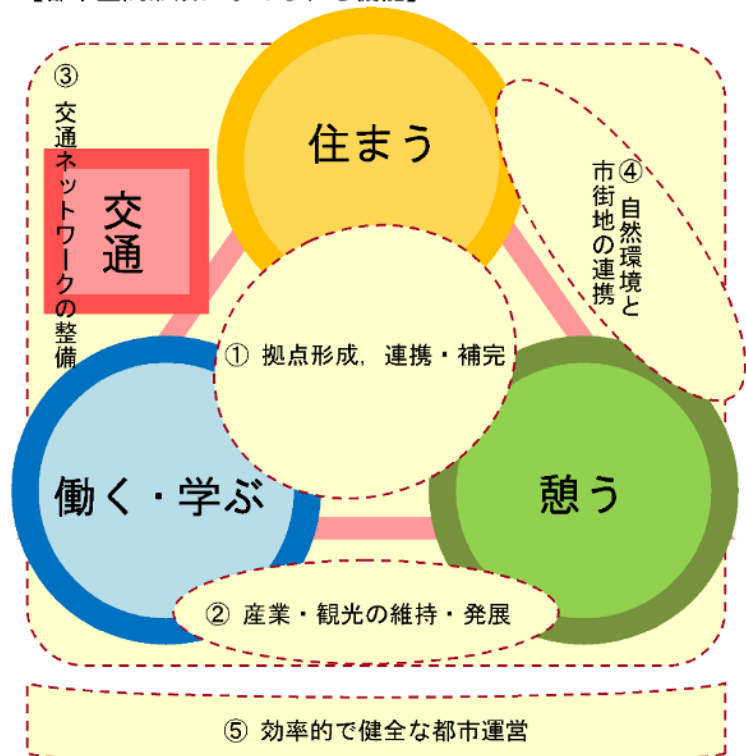 住まう
③ 交通ネットワークの整備
交通
④ 自然環境と
市街地の連携
① 拠点形成，連携・補完
働く・学ぶ
憩う
② 産業・観光の維持・発展
⑤ 効率的で健全な都市運営